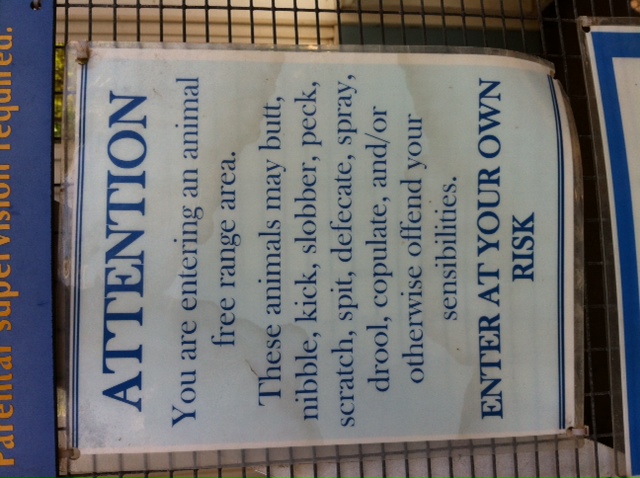 Parental supervision required.
ATTENTION
You are entering an animal
free range area.
These animals may butt,
nibble, kick, slobber, peck,
scratch, spit, defecate, spray,
drool, copulate, and/or
otherwise offend your
sensibilities.
ENTER AT YOUR OWN
RISK